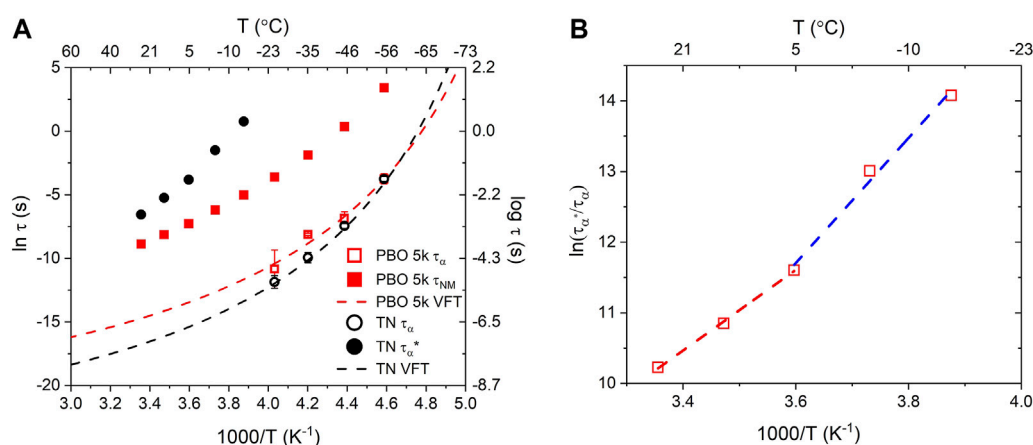 A
T (°C)
60 40 21 5 -10 -23 -35 -46 -56 -65 -73
5
0
-5
-10
-15
-20
ln τ (s)
2.2
0.0
-2.2
-4.3
-6.5
-8.7
log τ (s)
PBO 5k τα
PBO 5k τNM
PBO 5k VFT
TN τα
TN τα*
TN VFT
3.0 3.2 3.4 3.6 3.8 4.0 4.2 4.4 4.6 4.8 5.0
1000/T (K-1)
B
T (°C)
21 5 -10 -23
14
13
12
11
10
ln(τα*/τα)
3.4 3.6 3.8 4.0
1000/T (K-1)